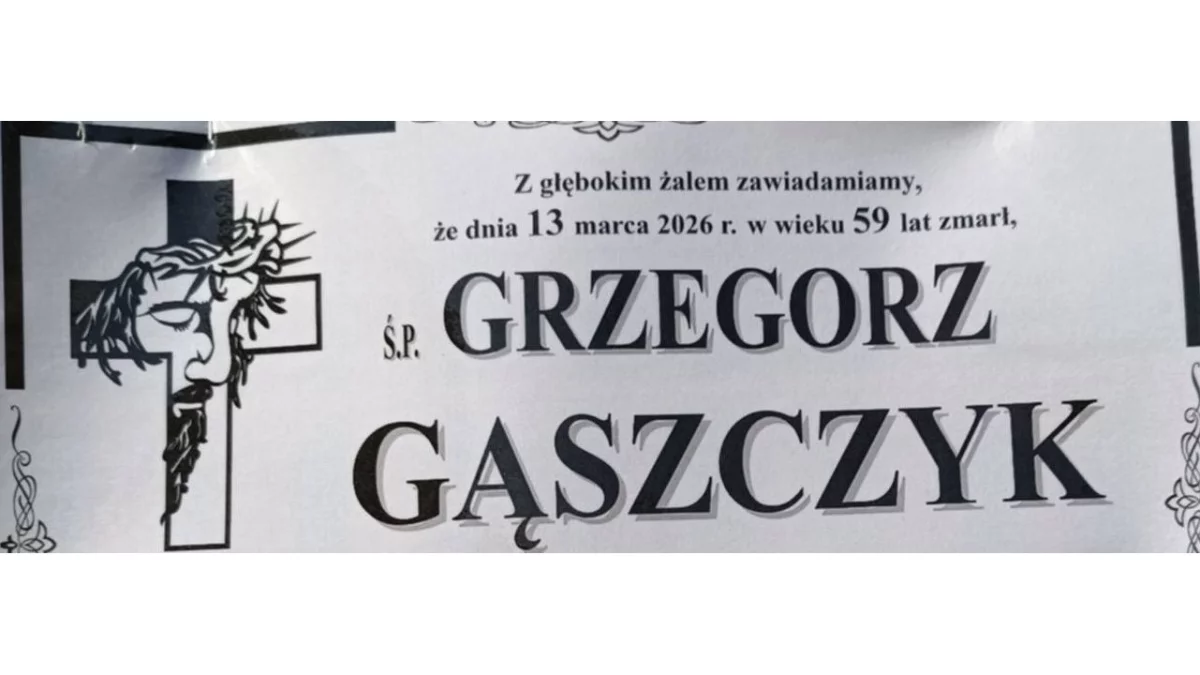 Z głębokim żalem zawiadamiamy,
że dnia 13 marca 2026 r. w wieku 59 lat zmarł,
Ś.P. GRZEGORZ
GĄSZCZYK